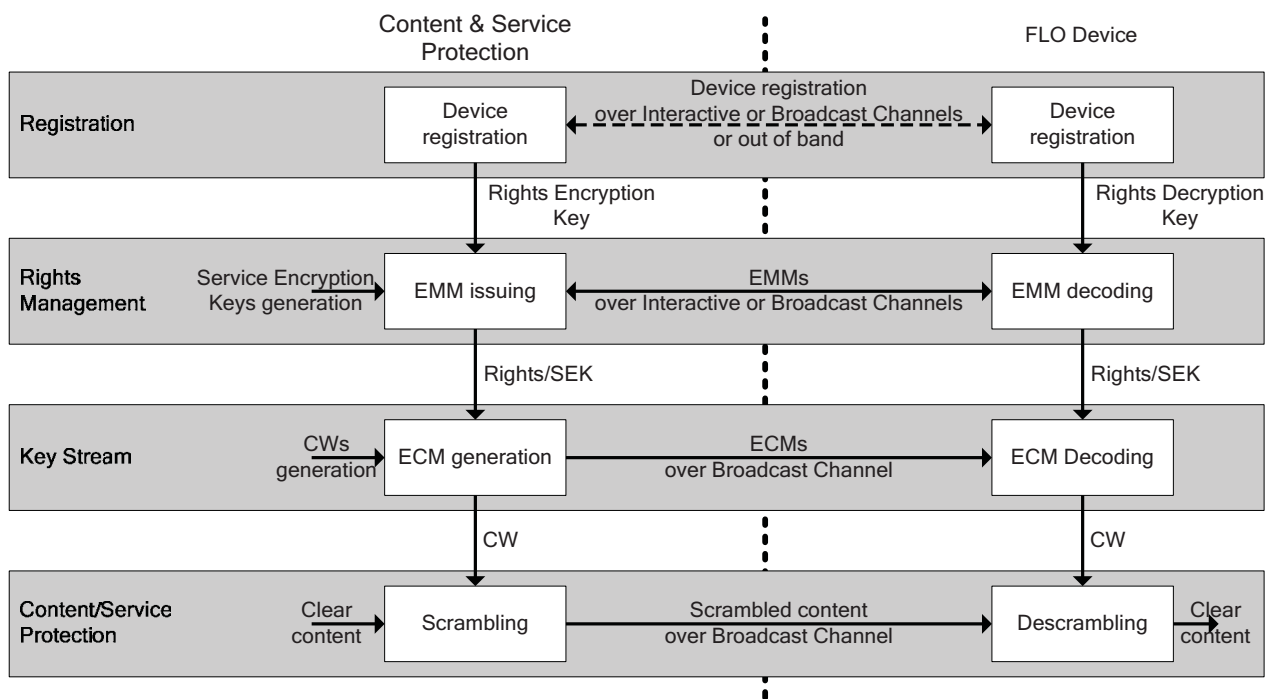 Content & Service
Protection
FLO Device
Registration
Device
registration
Device registration
over Interactive or Broadcast Channels
or out of band
Device
registration
Rights Encryption
Key
Rights Decryption
Key
Rights
Management
Service Encryption
Keys generation
EMM issuing
EMMs
over Interactive or Broadcast Channels
EMM decoding
Rights/SEK
Rights/SEK
Key Stream
CWs
generation
ECM generation
ECMs
over Broadcast Channel
ECM Decoding
CW
CW
Content/Service
Protection
Clear
content
Scrambling
Scrambled content
over Broadcast Channel
Descrambling
Clear
content